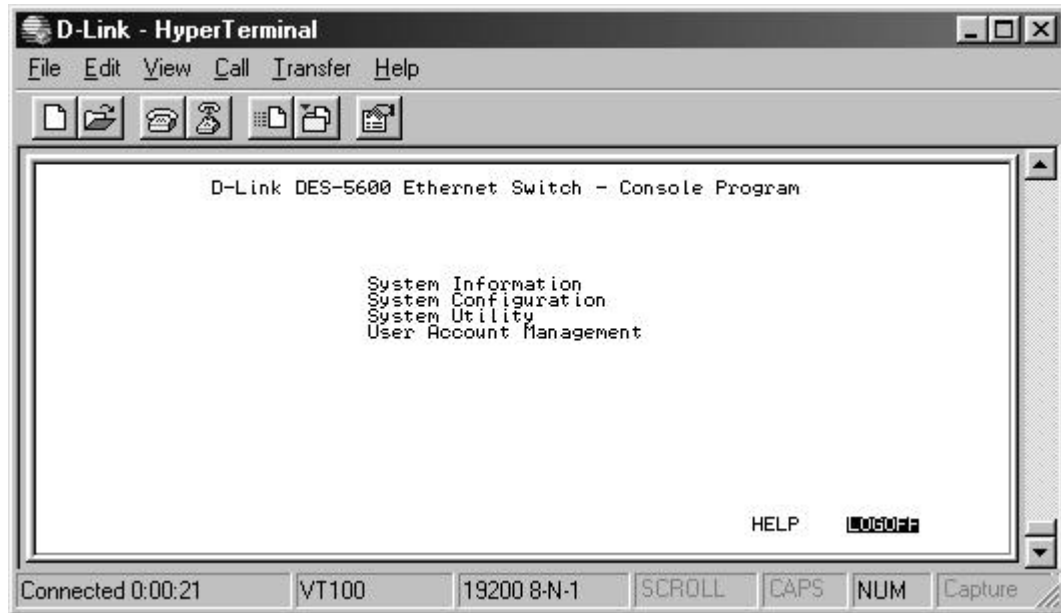 D-Link - HyperTerminal
File Edit View Call Transfer Help
D-Link DES-5600 Ethernet Switch - Console Program
System Information
System Configuration
System Utility
User Account Management
HELP LOGOFF
Connected 0:00:21 VT100 19200 8-N-1 SCROLL CAPS NUM Capture